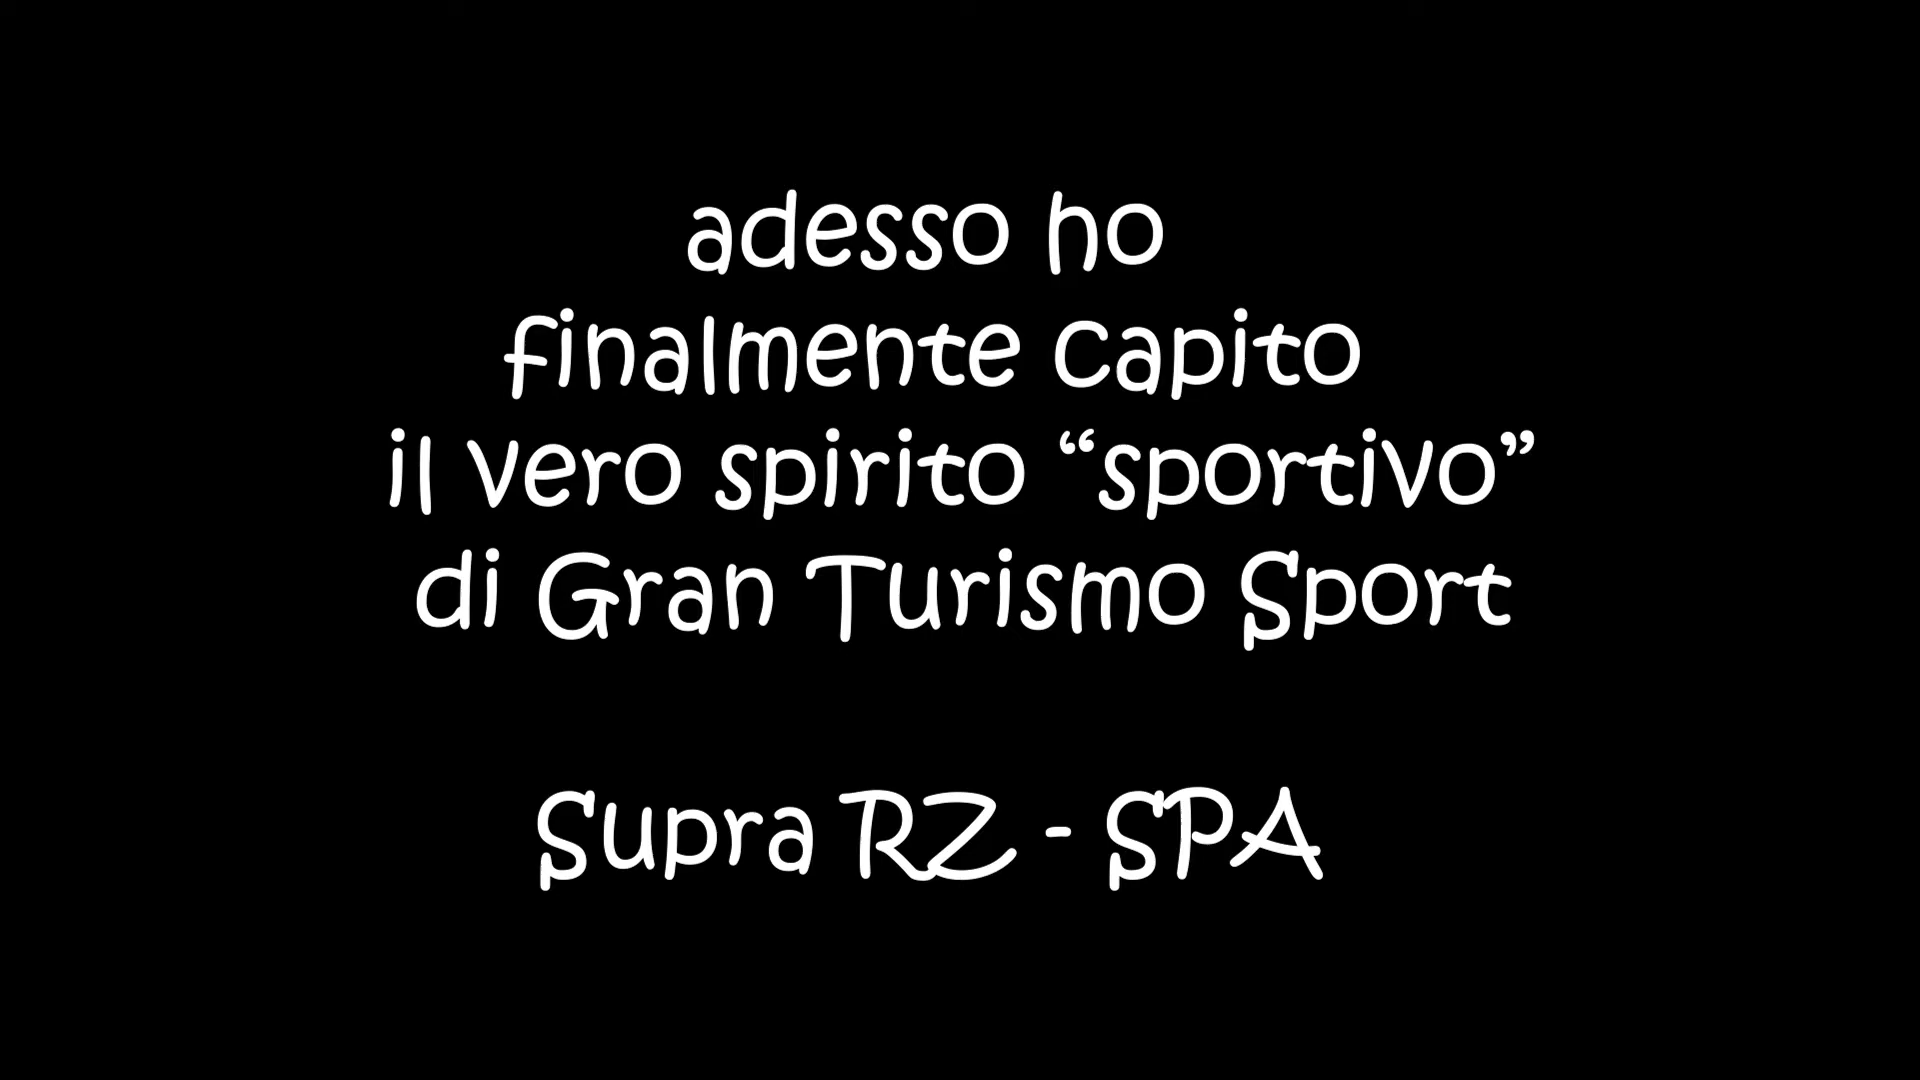 adesso ho
finalmente capito
il vero spirito “sportivo”
di Gran Turismo Sport
Supra RZ - SPA